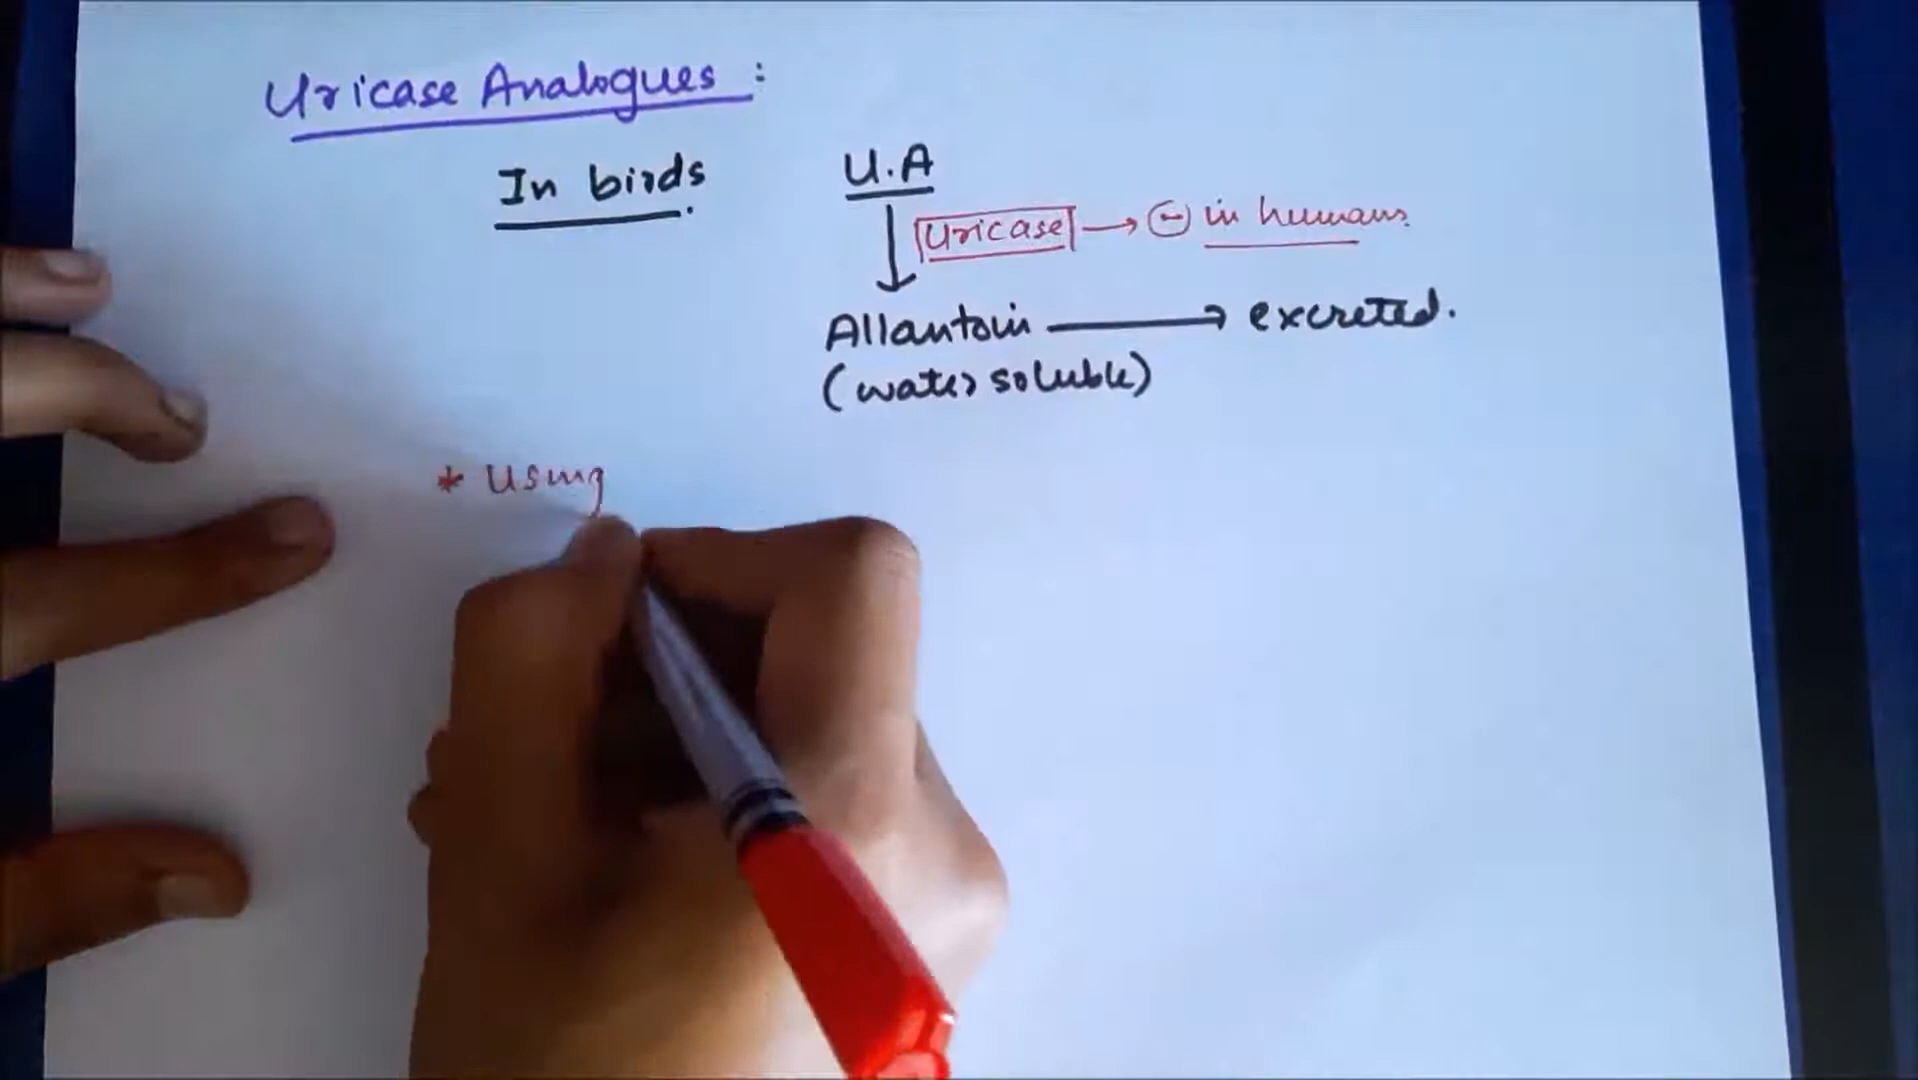 Uricase Analogues :
In birds.
U.A
Uricase → ⊖ in humans.
Allantoin → excreted.
(water soluble)
* Using